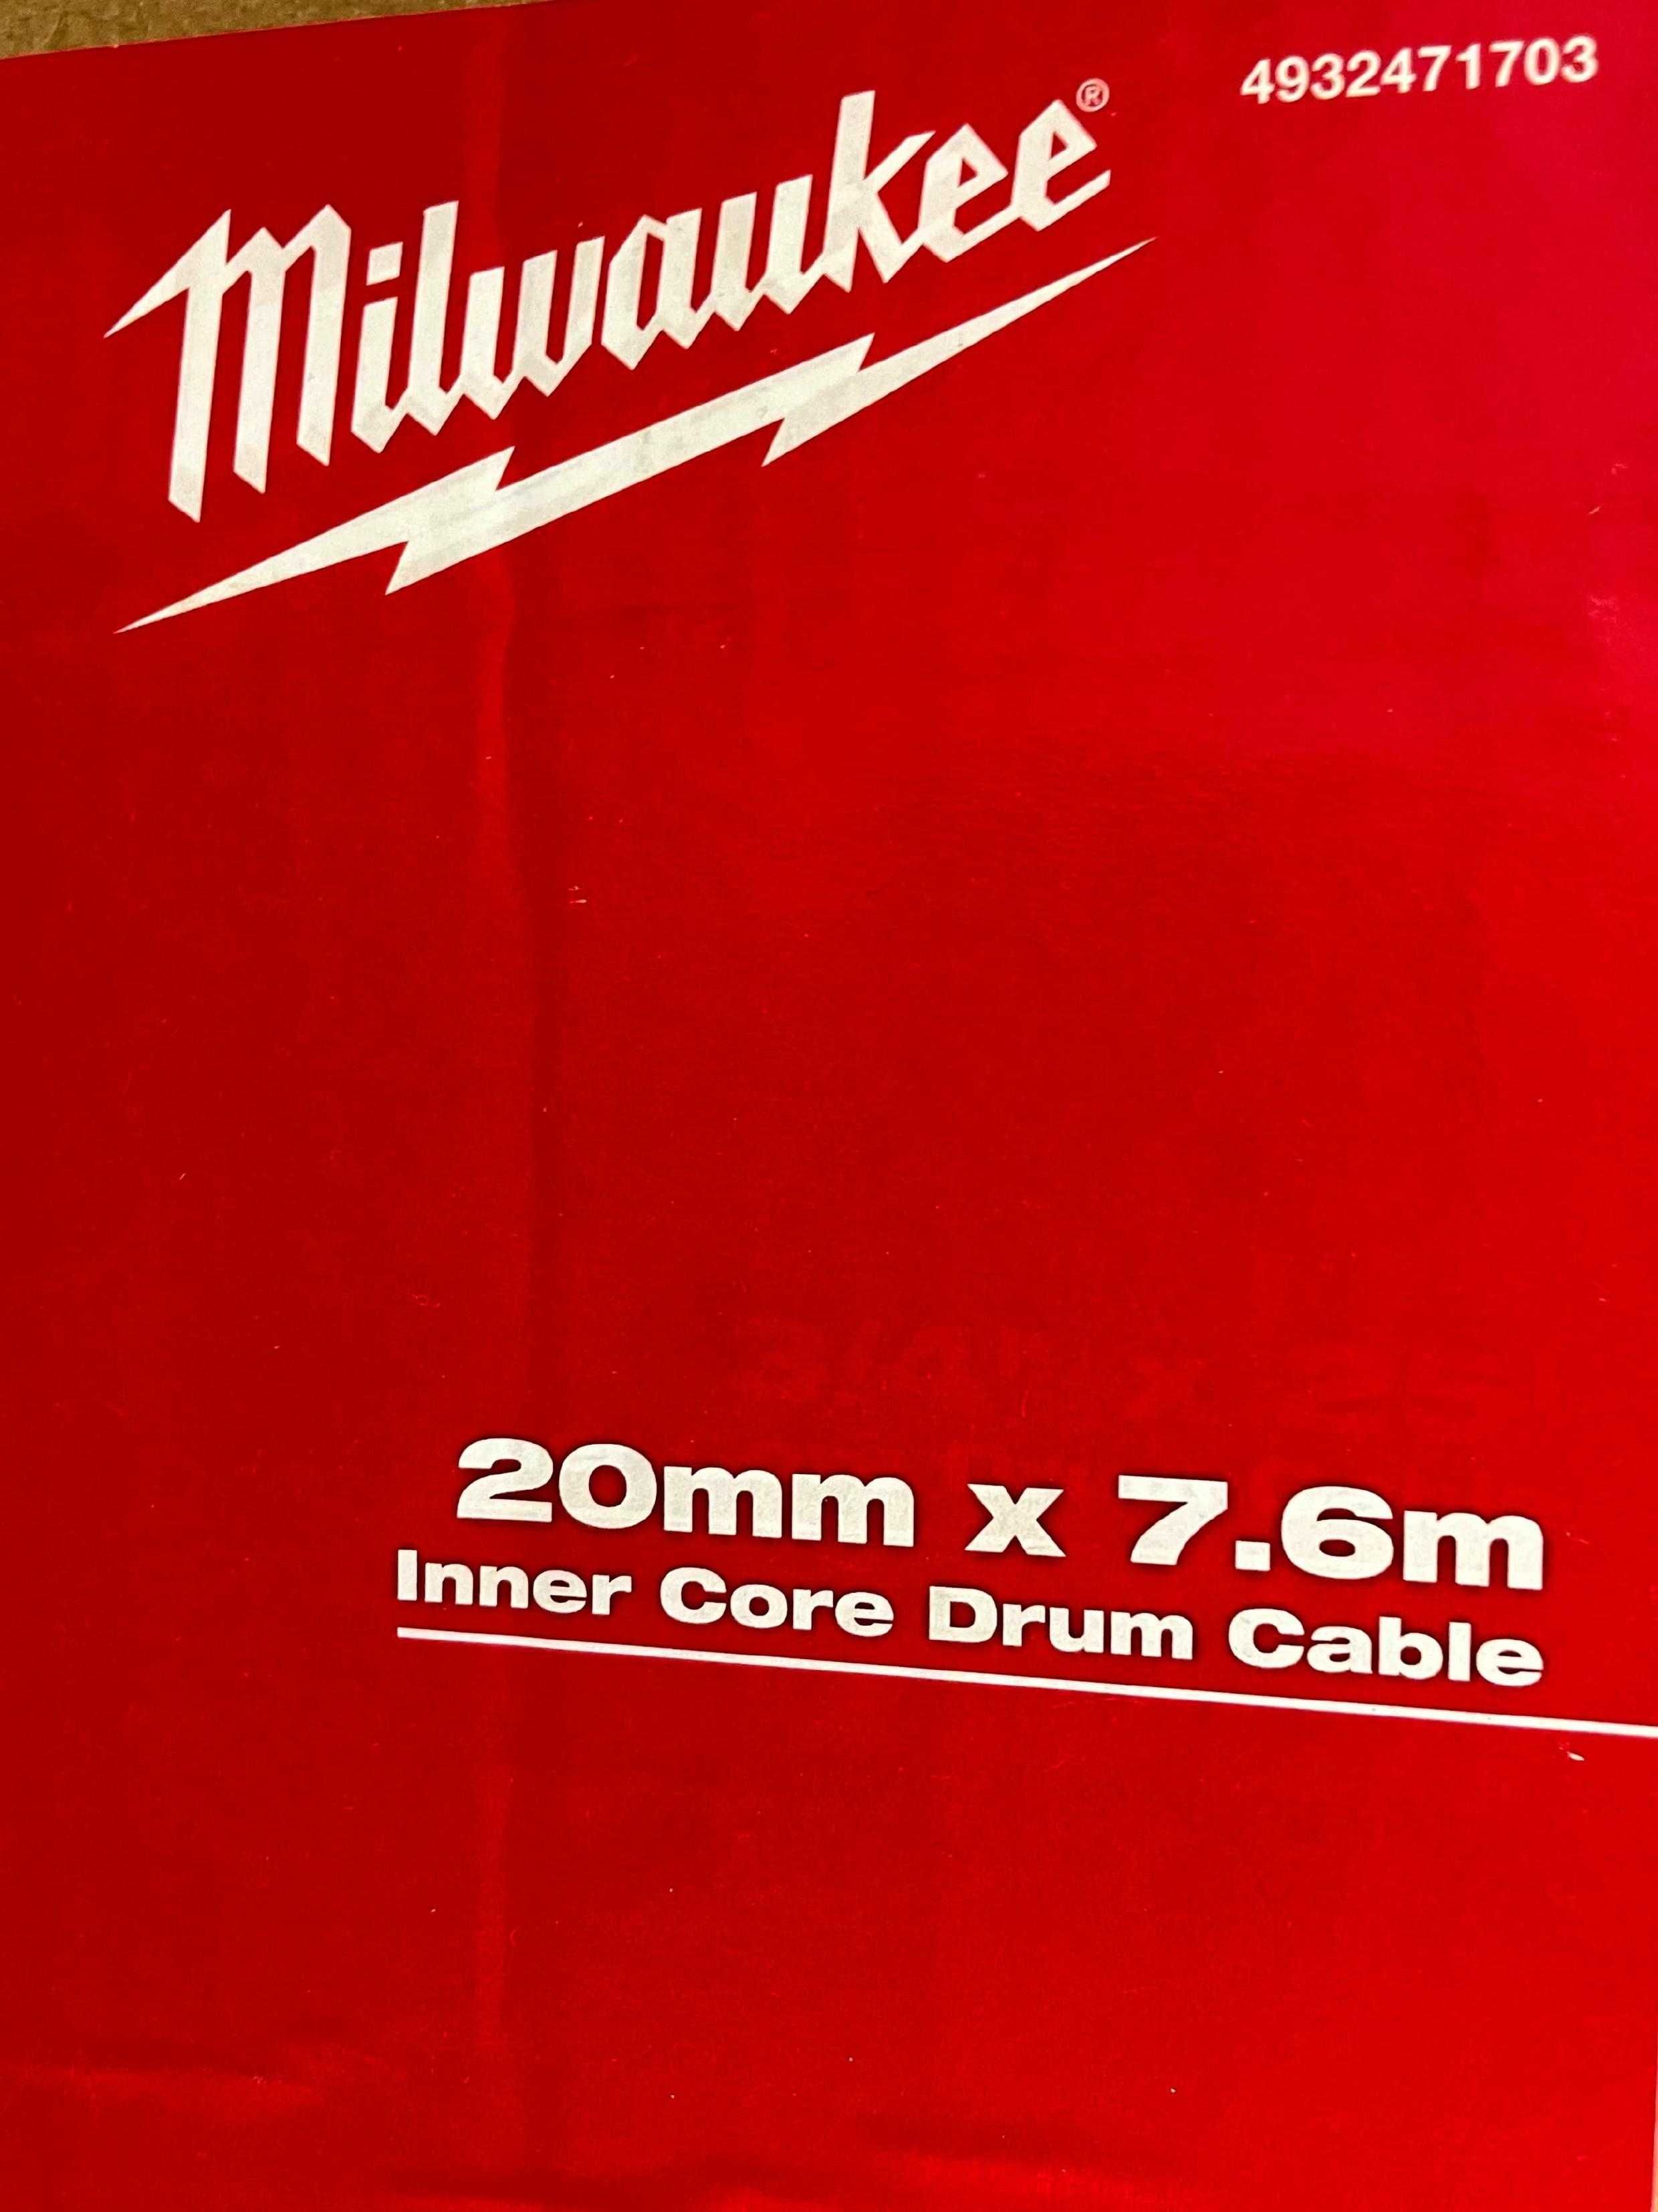 4932471703
Milwaukee®
20mm x 7.6m
Inner Core Drum Cable